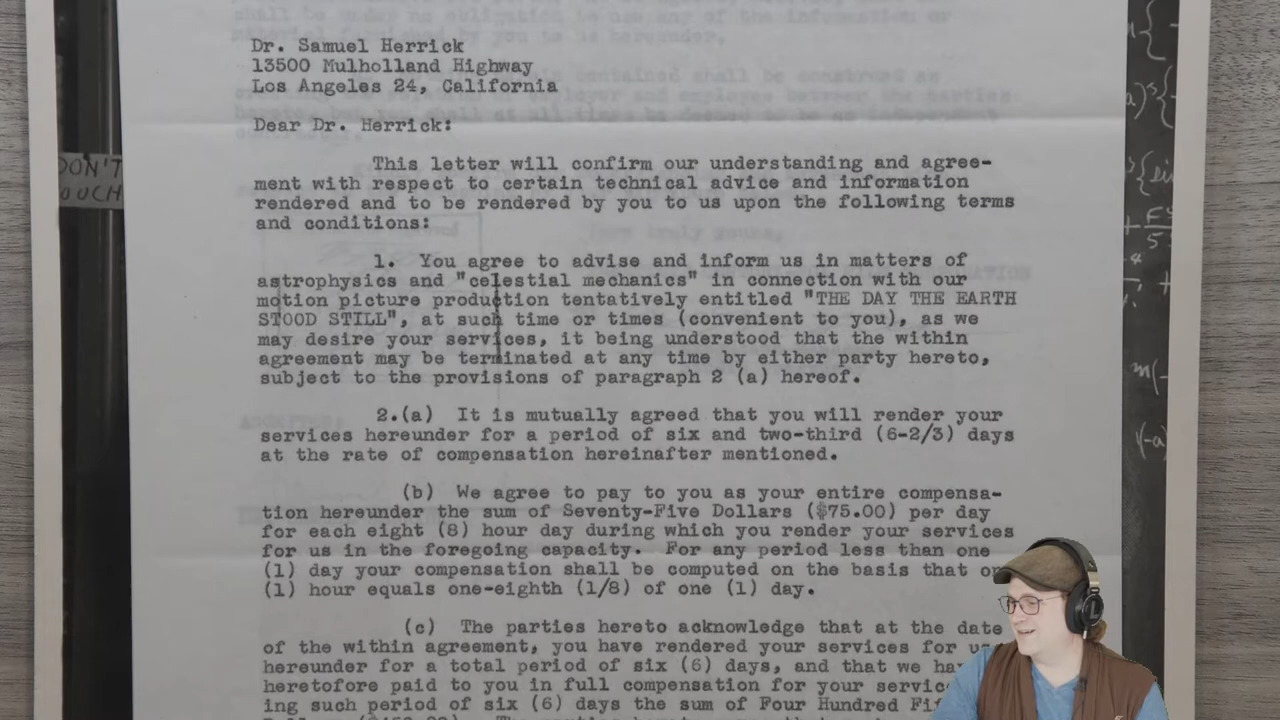 Dr. Samuel Herrick
13500 Mulholland Highway
Los Angeles 24, California
Dear Dr. Herrick:
This letter will confirm our understanding and agree-
ment with respect to certain technical advice and information
rendered and to be rendered by you to us upon the following terms
and conditions:
1. You agree to advise and inform us in matters of
astrophysics and "celestial mechanics" in connection with our
motion picture production tentatively entitled "THE DAY THE EARTH
STOOD STILL", at such time or times (convenient to you), as we
may desire your services, it being understood that the within
agreement may be terminated at any time by either party hereto,
subject to the provisions of paragraph 2 (a) hereof.
2.(a) It is mutually agreed that you will render your
services hereunder for a period of six and two-third (6-2/3) days
at the rate of compensation hereinafter mentioned.
(b) We agree to pay to you as your entire compensa-
tion hereunder the sum of Seventy-Five Dollars ($75.00) per day
for each eight (8) hour day during which you render your services
for us in the foregoing capacity. For any period less than one
(1) day your compensation shall be computed on the basis that
(1) hour equals one-eighth (1/8) of one (1) day.
(c) The parties hereto acknowledge that at the date
of the within agreement, you have rendered your services for
hereunder for a total period of six (6) days, and that we
heretofore paid to you in full compensation for your
ing such period of six (6) days the sum of Four Hundred
DON'T